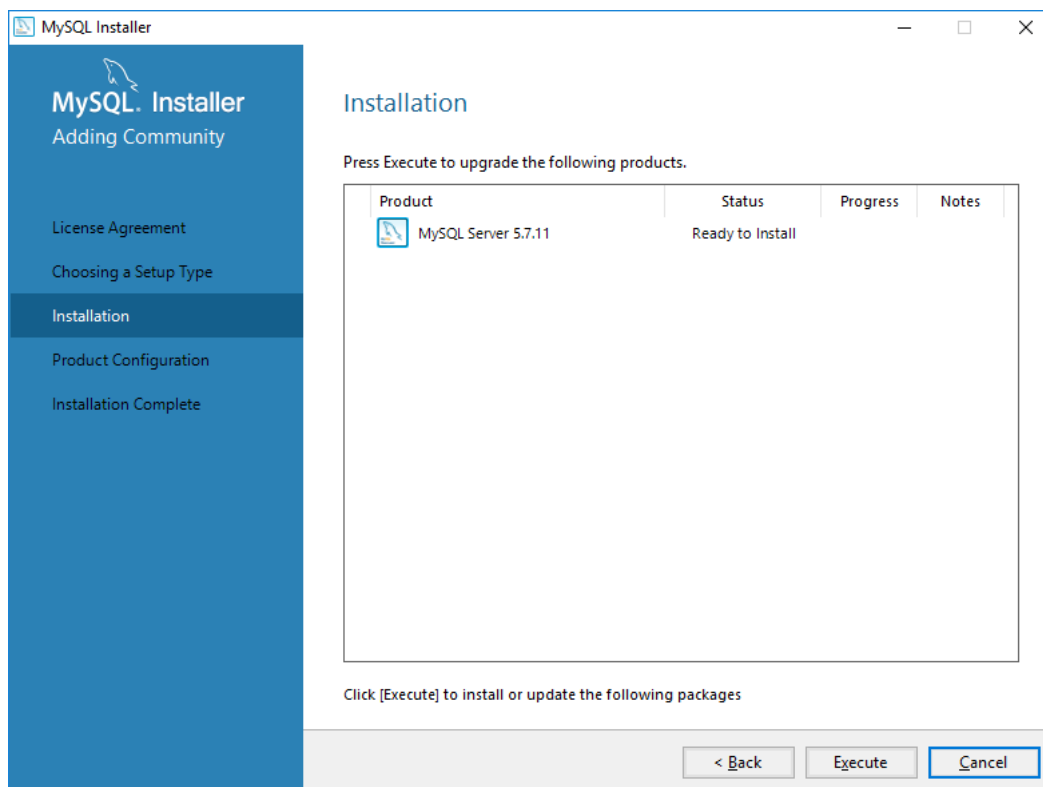 MySQL Installer
MySQL. Installer
Adding Community
License Agreement
Choosing a Setup Type
Installation
Product Configuration
Installation Complete
Installation
Press Execute to upgrade the following products.
Product Status Progress Notes
MySQL Server 5.7.11 Ready to Install
Click [Execute] to install or update the following packages
< Back Execute Cancel